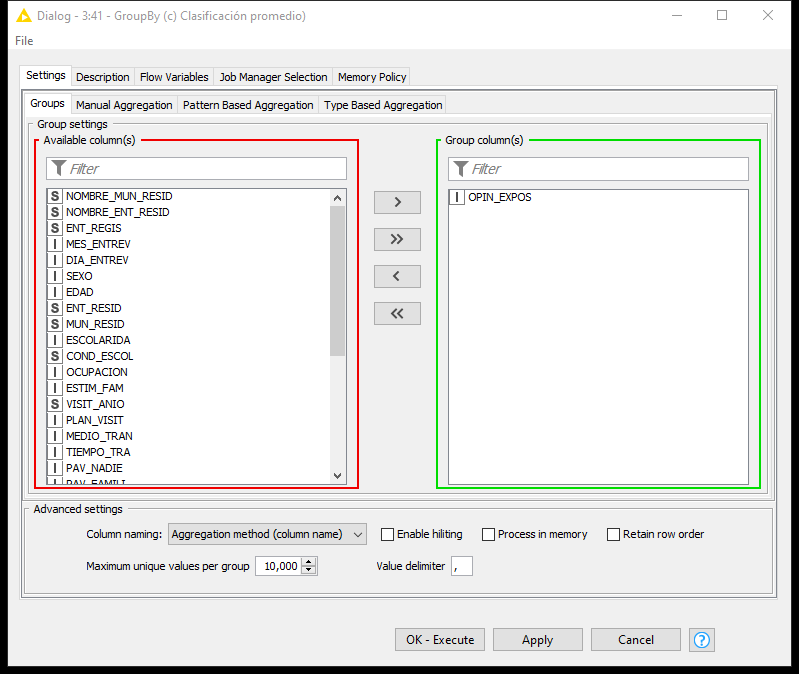 Dialog - 3:41 - GroupBy (c) Clasificación promedio)
File
Settings Description Flow Variables Job Manager Selection Memory Policy
Groups Manual Aggregation Pattern Based Aggregation Type Based Aggregation
Group settings
Available column(s)
Filter
S NOMBRE_MUN_RESID
S NOMBRE_ENT_RESID
S ENT_REGIS
I MES_ENTREV
I DIA_ENTREV
I SEXO
I EDAD
S ENT_RESID
S MUN_RESID
I ESCOLARIDA
S COND_ESCOL
I OCUPACION
I ESTIM_FAM
S VISIT_ANIO
I PLAN_VISIT
I MEDIO_TRAN
I TIEMPO_TRA
I PAV_NADIE
I PAV_FAMILI
>
>>
<
<<
Group column(s)
Filter
I OPIN_EXPOS
Advanced settings
Column naming: Aggregation method (column name) Enable hiliting Process in memory Retain row order
Maximum unique values per group 10,000 Value delimiter ,
OK - Execute Apply Cancel ?